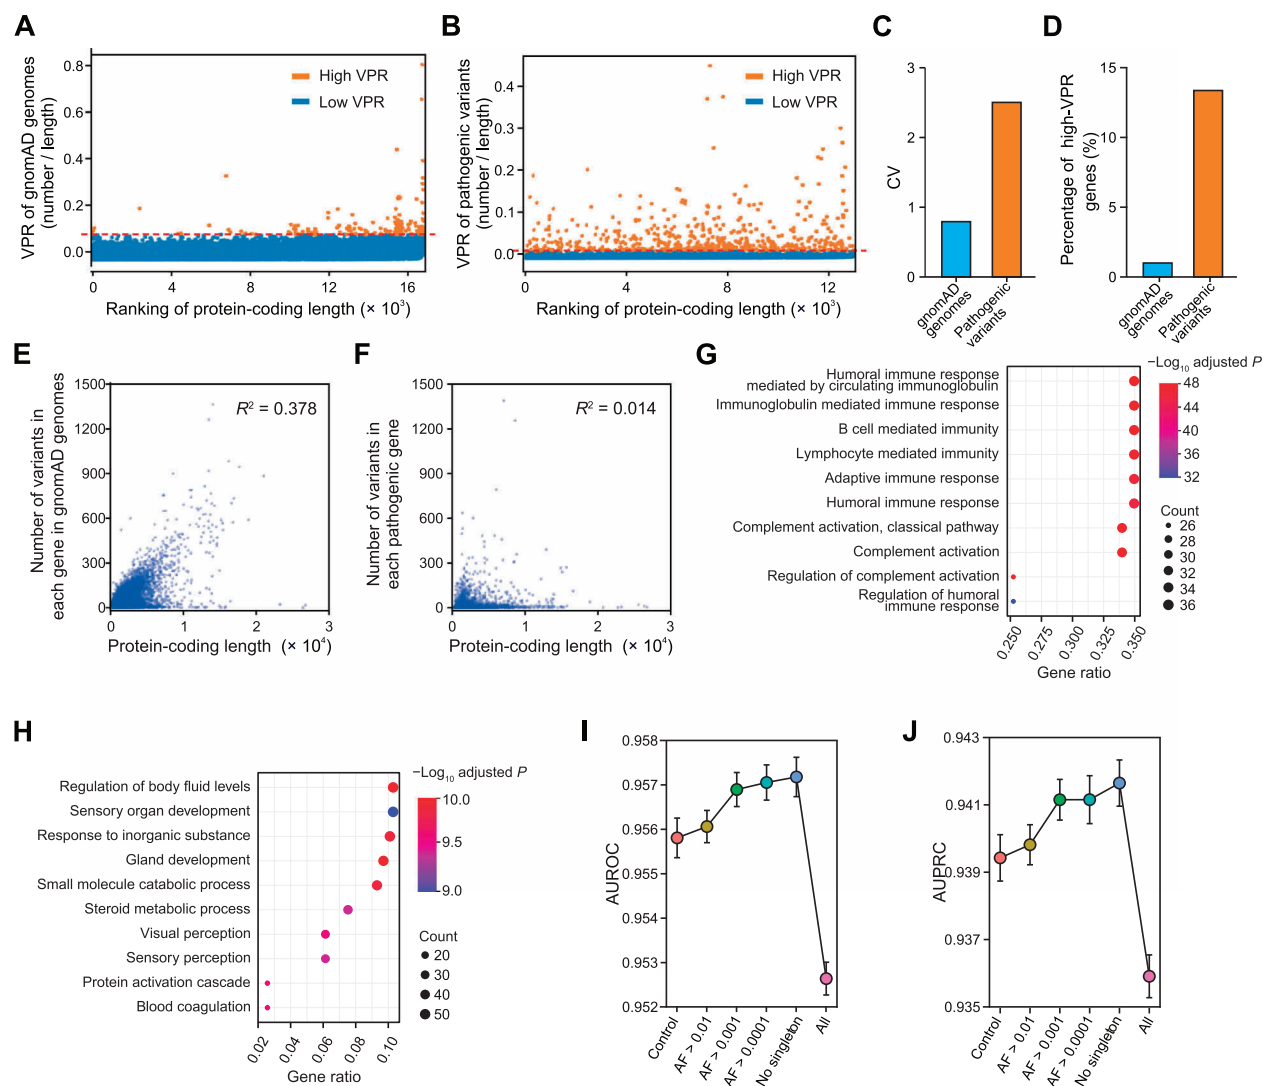 A
VPR of gnomAD genomes
(number / length)
0.8
0.6
0.4
0.2
0.0
High VPR
Low VPR
0
4
8
12
16
Ranking of protein-coding length (× 10³)
B
VPR of pathogenic variants
(number / length)
0.4
0.3
0.2
0.1
0.0
High VPR
Low VPR
0
4
8
12
Ranking of protein-coding length (× 10³)
C
CV
3
2
1
0
gnomAD
genomes
Pathogenic
variants
D
Percentage of high-VPR
genes (%)
15
10
5
0
gnomAD
genomes
Pathogenic
variants
E
Number of variants in
each gene in gnomAD genomes
1500
1200
900
600
300
0
R² = 0.378
0
1
2
3
Protein-coding length (× 10⁴)
F
Number of variants in
each pathogenic gene
1500
1200
900
600
300
0
R² = 0.014
0
1
2
3
Protein-coding length (× 10⁴)
G
Humoral immune response
mediated by circulating immunoglobulin
Immunoglobulin mediated immune response
B cell mediated immunity
Lymphocyte mediated immunity
Adaptive immune response
Humoral immune response
Complement activation, classical pathway
Complement activation
Regulation of complement activation
Regulation of humoral
immune response
0.250
0.275
0.300
0.325
0.350
Gene ratio
−Log₁₀ adjusted P
48
44
40
36
32
Count
26
28
30
32
34
36
H
Regulation of body fluid levels
Sensory organ development
Response to inorganic substance
Gland development
Small molecule catabolic process
Steroid metabolic process
Visual perception
Sensory perception
Protein activation cascade
Blood coagulation
0.02
0.04
0.06
0.08
0.10
Gene ratio
−Log₁₀ adjusted P
10.0
9.5
9.0
Count
20
30
40
50
I
AUROC
0.958
0.957
0.956
0.955
0.954
0.953
0.952
Control
AF > 0.01
AF > 0.001
AF > 0.0001
No singleton
All
J
AUPRC
0.943
0.941
0.939
0.937
0.935
Control
AF > 0.01
AF > 0.001
AF > 0.0001
No singleton
All